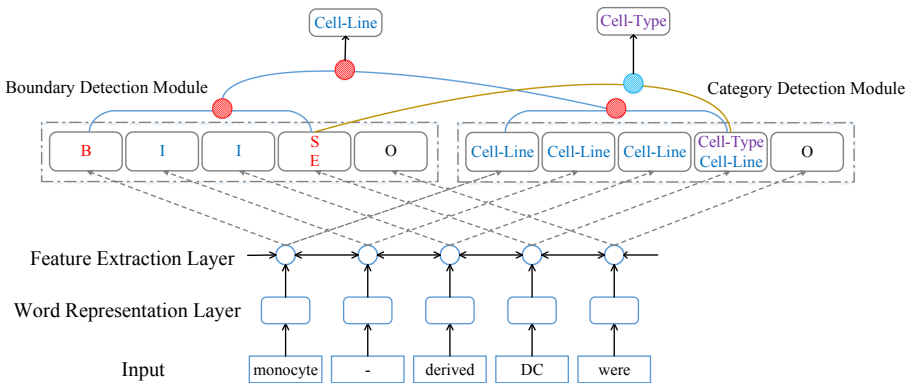 Cell-Line Cell-Type
Boundary Detection Module Category Detection Module
B I I S O Cell-Line Cell-Line Cell-Line Cell-Type O
E Cell-Line
Feature Extraction Layer
Word Representation Layer
Input monocyte - derived DC were